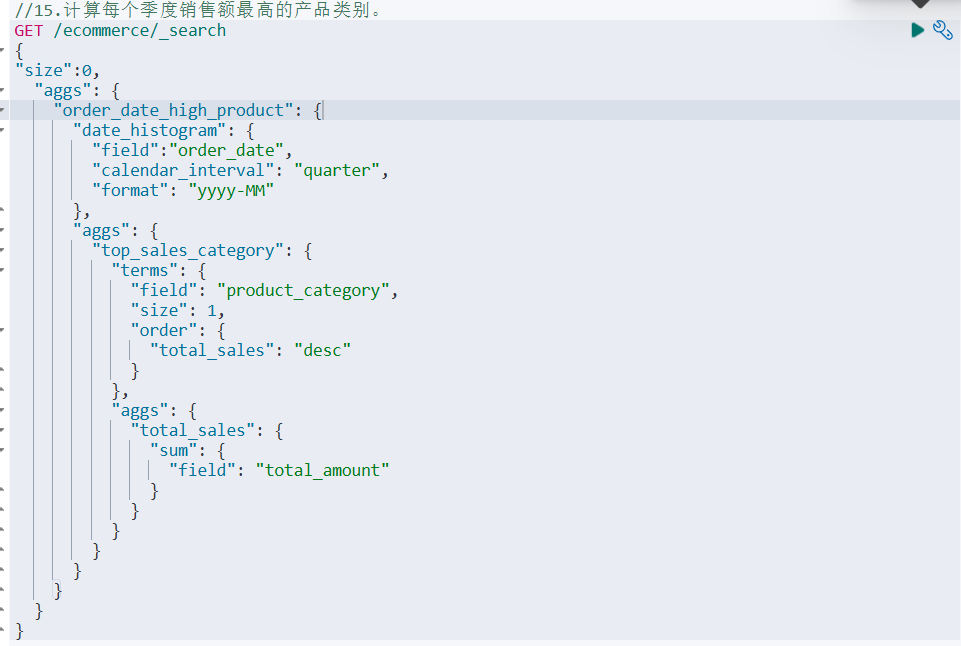 //15.计算每个季度销售额最高的产品类别。
GET /ecommerce/_search
{
"size":0,
"aggs": {
"order_date_high_product": {
"date_histogram": {
"field":"order_date",
"calendar_interval": "quarter",
"format": "yyyy-MM"
},
"aggs": {
"top_sales_category": {
"terms": {
"field": "product_category",
"size": 1,
"order": {
"total_sales": "desc"
}
},
"aggs": {
"total_sales": {
"sum": {
"field": "total_amount"
}
}
}
}
}
}
}
}